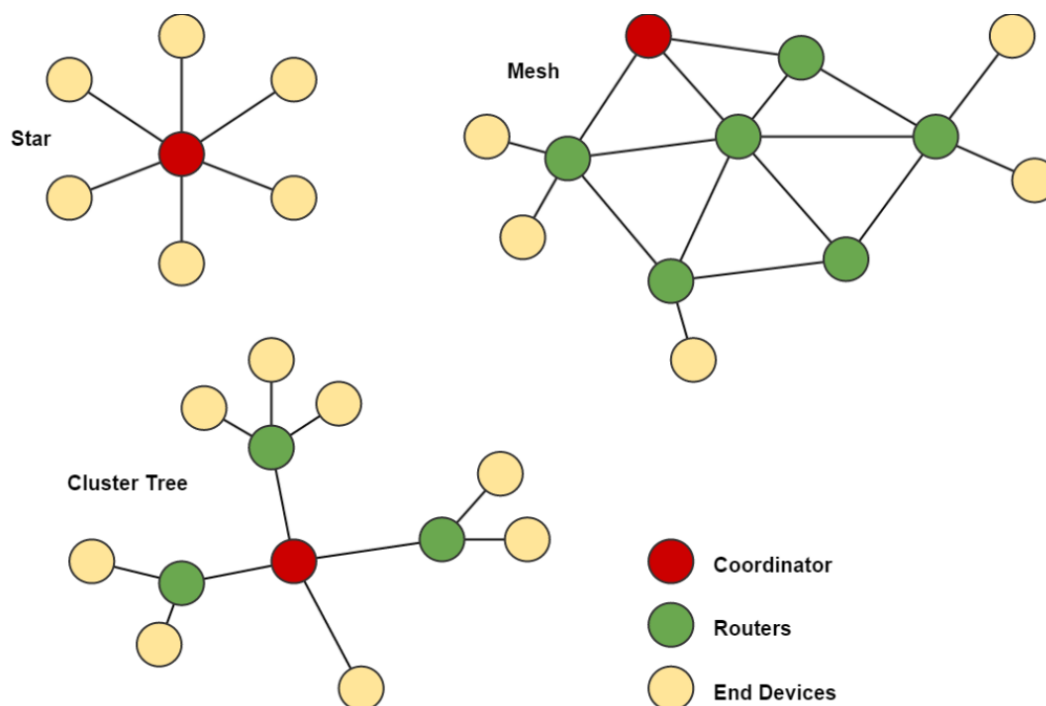 Star
Mesh
Cluster Tree
Coordinator
Routers
End Devices